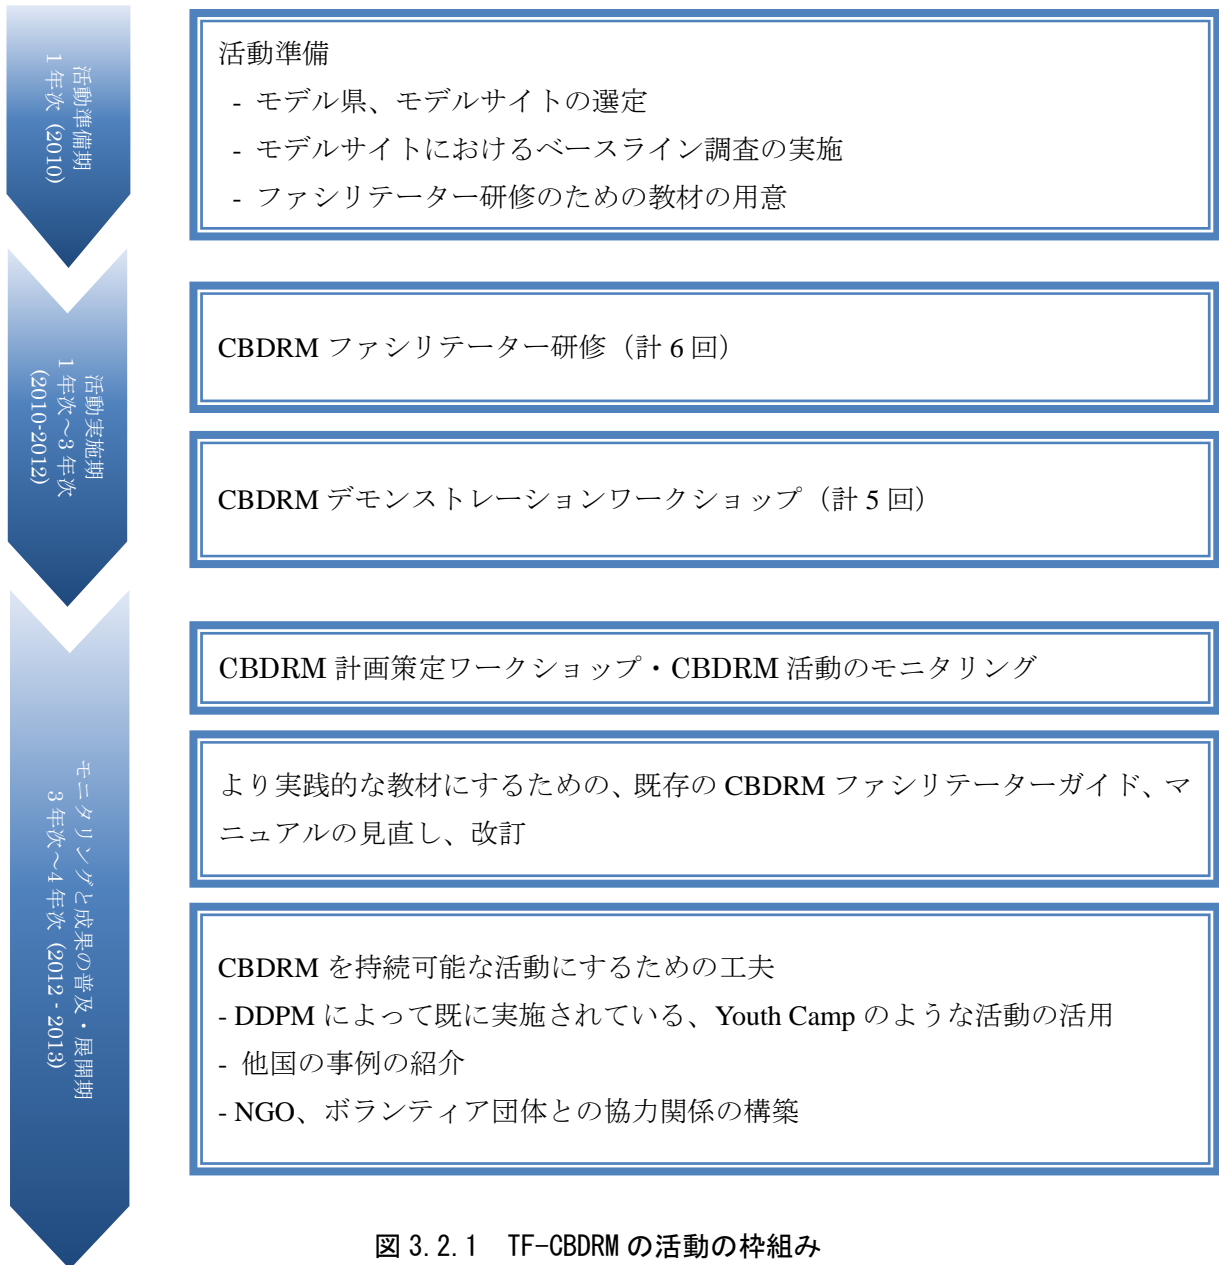 活動準備期
1 年次 (2010)
活動準備
- モデル県、モデルサイトの選定
- モデルサイトにおけるベースライン調査の実施
- ファシリテーター研修のための教材の用意
活動実施期
1 年次～3 年次
(2010-2012)
CBDRM ファシリテーター研修（計 6 回）
CBDRM デモンストレーションワークショップ（計 5 回）
モニタリングと成果の普及・展開期
3 年次～4 年次 (2012 - 2013)
CBDRM 計画策定ワークショップ・CBDRM 活動のモニタリング
より実践的な教材にするための、既存の CBDRM ファシリテーターガイド、マ
ニュアルの見直し、改訂
CBDRM を持続可能な活動にするための工夫
- DDPM によって既に実施されている、Youth Camp のような活動の活用
- 他国の事例の紹介
- NGO、ボランティア団体との協力関係の構築
図 3.2.1 TF-CBDRM の活動の枠組み